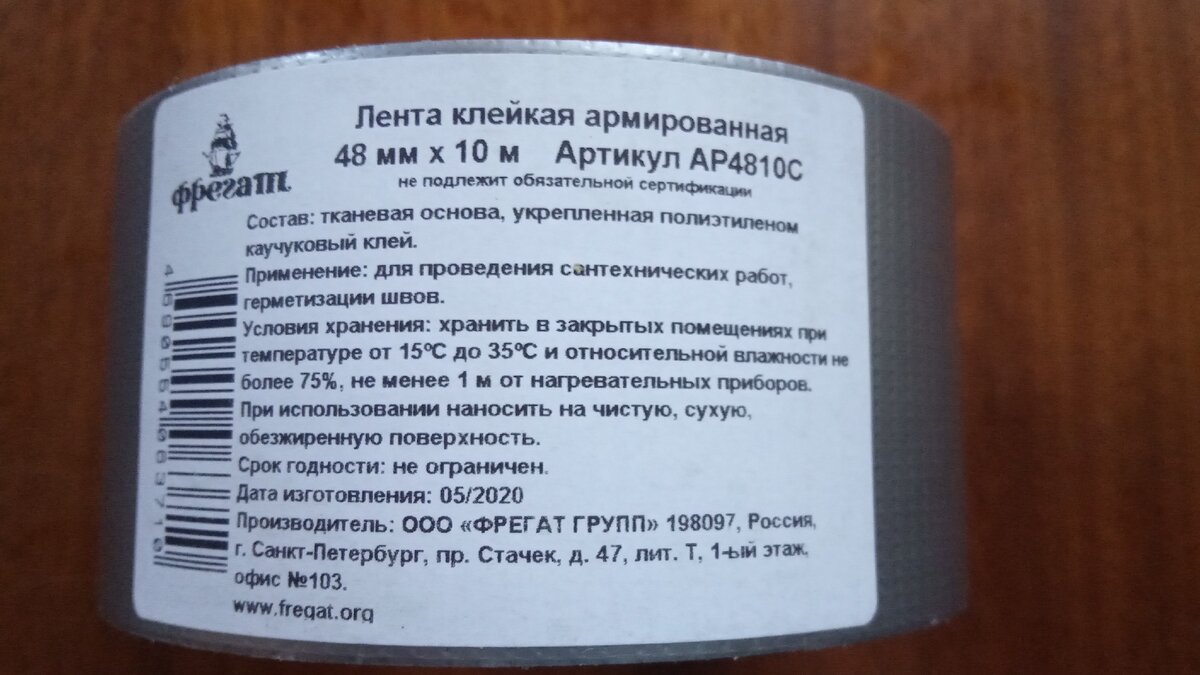 Лента клейкая армированная
48 мм х 10 м Артикул АР4810С
не подлежит обязательной сертификации
фрегат
Состав: тканевая основа, укрепленная полиэтиленом
каучуковый клей.
Применение: для проведения сантехнических работ,
герметизации швов.
Условия хранения: хранить в закрытых помещениях при
температуре от 15ºС до 35ºС и относительной влажности не
более 75%, не менее 1 м от нагревательных приборов.
При использовании наносить на чистую, сухую,
обезжиренную поверхность.
Срок годности: не ограничен.
Дата изготовления: 05/2020
Производитель: ООО «ФРЕГАТ ГРУПП» 198097, Россия,
г. Санкт-Петербург, пр. Стачек, д. 47, лит. Т, 1-ый этаж,
офис №103.
www.fregat.org